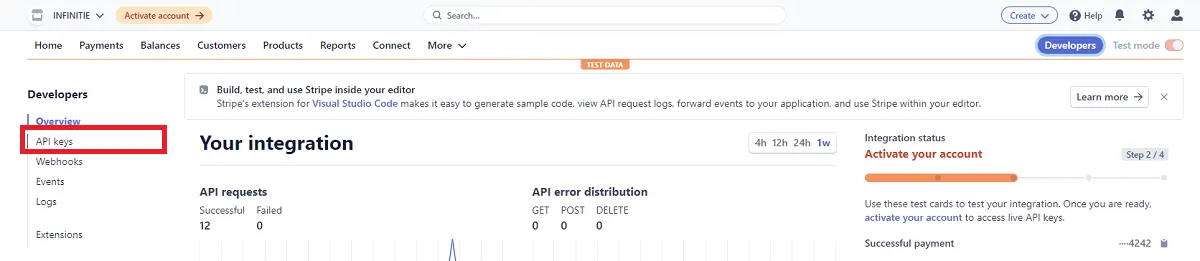 INFINITIE
Activate account →
Search...
Create
Help
Home Payments Balances Customers Products Reports Connect More
Developers
Test mode
TEST DATA
Developers
Overview
API keys
Webhooks
Events
Logs
Extensions
Build, test, and use Stripe inside your editor
Stripe's extension for Visual Studio Code makes it easy to generate sample code, view API request logs, forward events to your application, and use Stripe within your editor.
Learn more →
Your integration
4h 12h 24h 1w
API requests
Successful Failed
12 0
API error distribution
GET POST DELETE
0 0 0
Integration status
Activate your account
Step 2 / 4
Use these test cards to test your integration. Once you are ready,
activate your account to access live API keys.
Successful payment ····4242